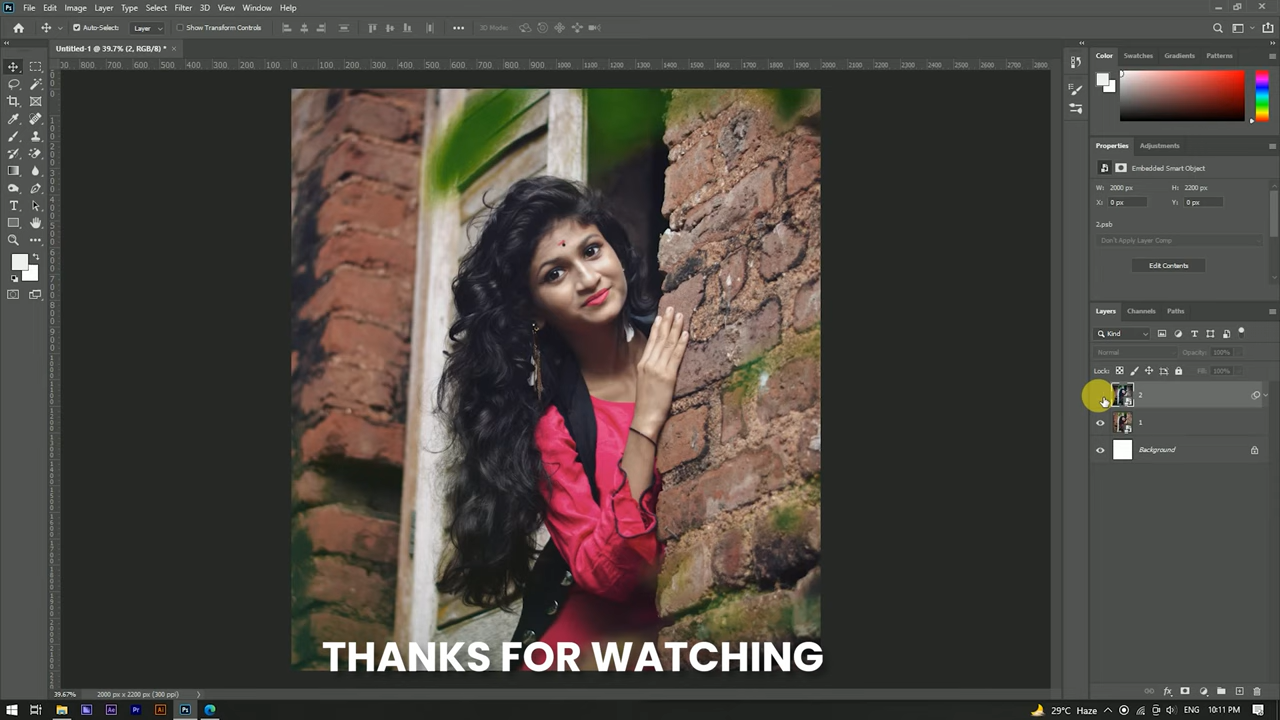 File Edit Image Layer Type Select Filter 3D View Window Help
Auto-Select: Layer Show Transform Controls 3D Mode:
Untitled-1 @ 39.7% (2, RGB/8) *
Color Swatches Gradients Patterns
Properties Adjustments
Embedded Smart Object
W: 2000 px H: 2200 px
X: 0 px Y: 0 px
2.psb
Don't Apply Layer Comp
Edit Contents
Layers Channels Paths
Kind
Normal Opacity: 100%
Lock: Fill: 100%
2
1
Background
THANKS FOR WATCHING
39.67% 2000 px x 2200 px (300 ppi)
29°C Haze ENG 10:11 PM